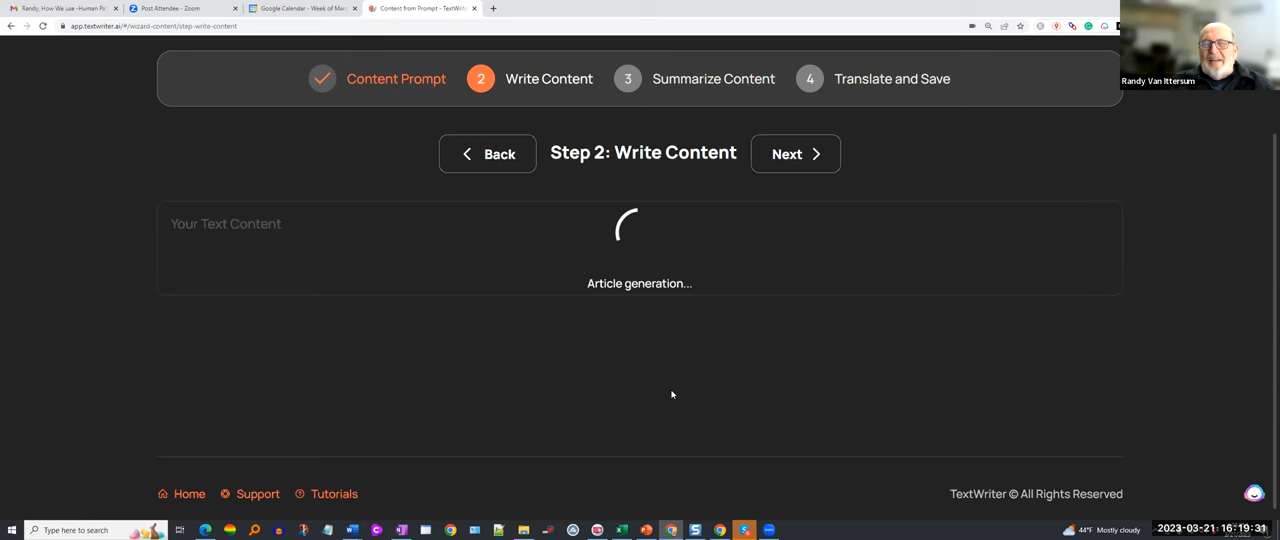 Randy, How We use -Human Pa
Post Attendee - Zoom
Google Calendar - Week of Marc
Content from Prompt - TextWrite
app.textwriter.ai/#/wizard-content/step-write-content
Randy Van Ittersum
Content Prompt
2 Write Content
3 Summarize Content
4 Translate and Save
Back
Step 2: Write Content
Next
Your Text Content
Article generation...
Home
Support
Tutorials
TextWriter © All Rights Reserved
Type here to search
44°F Mostly cloudy
2023-03-21 16:19:31